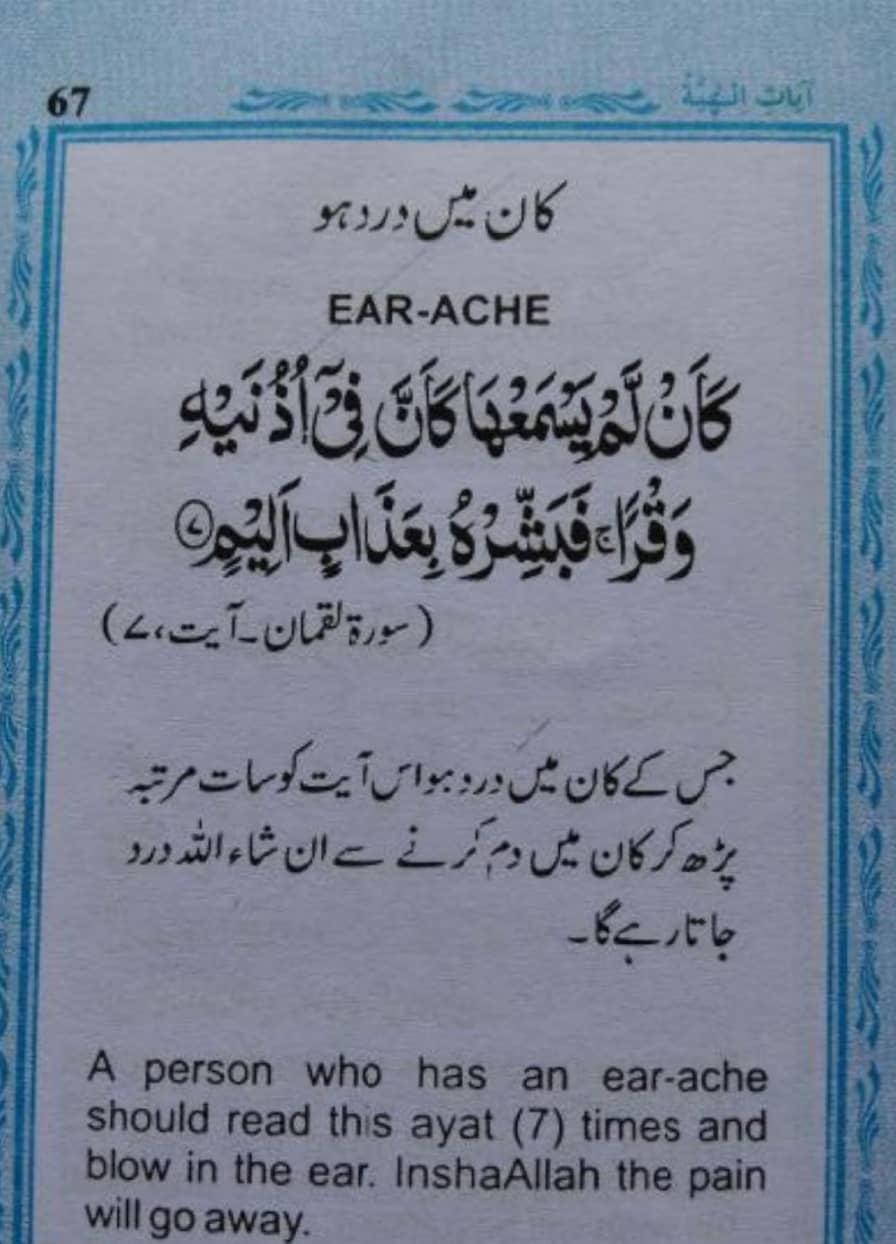 67
آیاتِ الہیَّۃُ
کان میں درد ہو
EAR-ACHE
كَاَنْ لَّمْ يَسْمَعْهَا كَاَنَّ فِيْۤ اُذُنَيْهِ
وَقْرًا ۚ فَبَشِّرْهُ بِعَذَابٍ اَلِيْمٍ ۷
(سورۃ لقمان۔آیت،۷)
جس کے کان میں درد ہو اس آیت کو سات مرتبہ
پڑھ کر کان میں دم کرنے سے ان شاء اللہ درد
جاتا رہے گا۔
A person who has an ear-ache
should read this ayat (7) times and
blow in the ear. InshaAllah the pain
will go away.